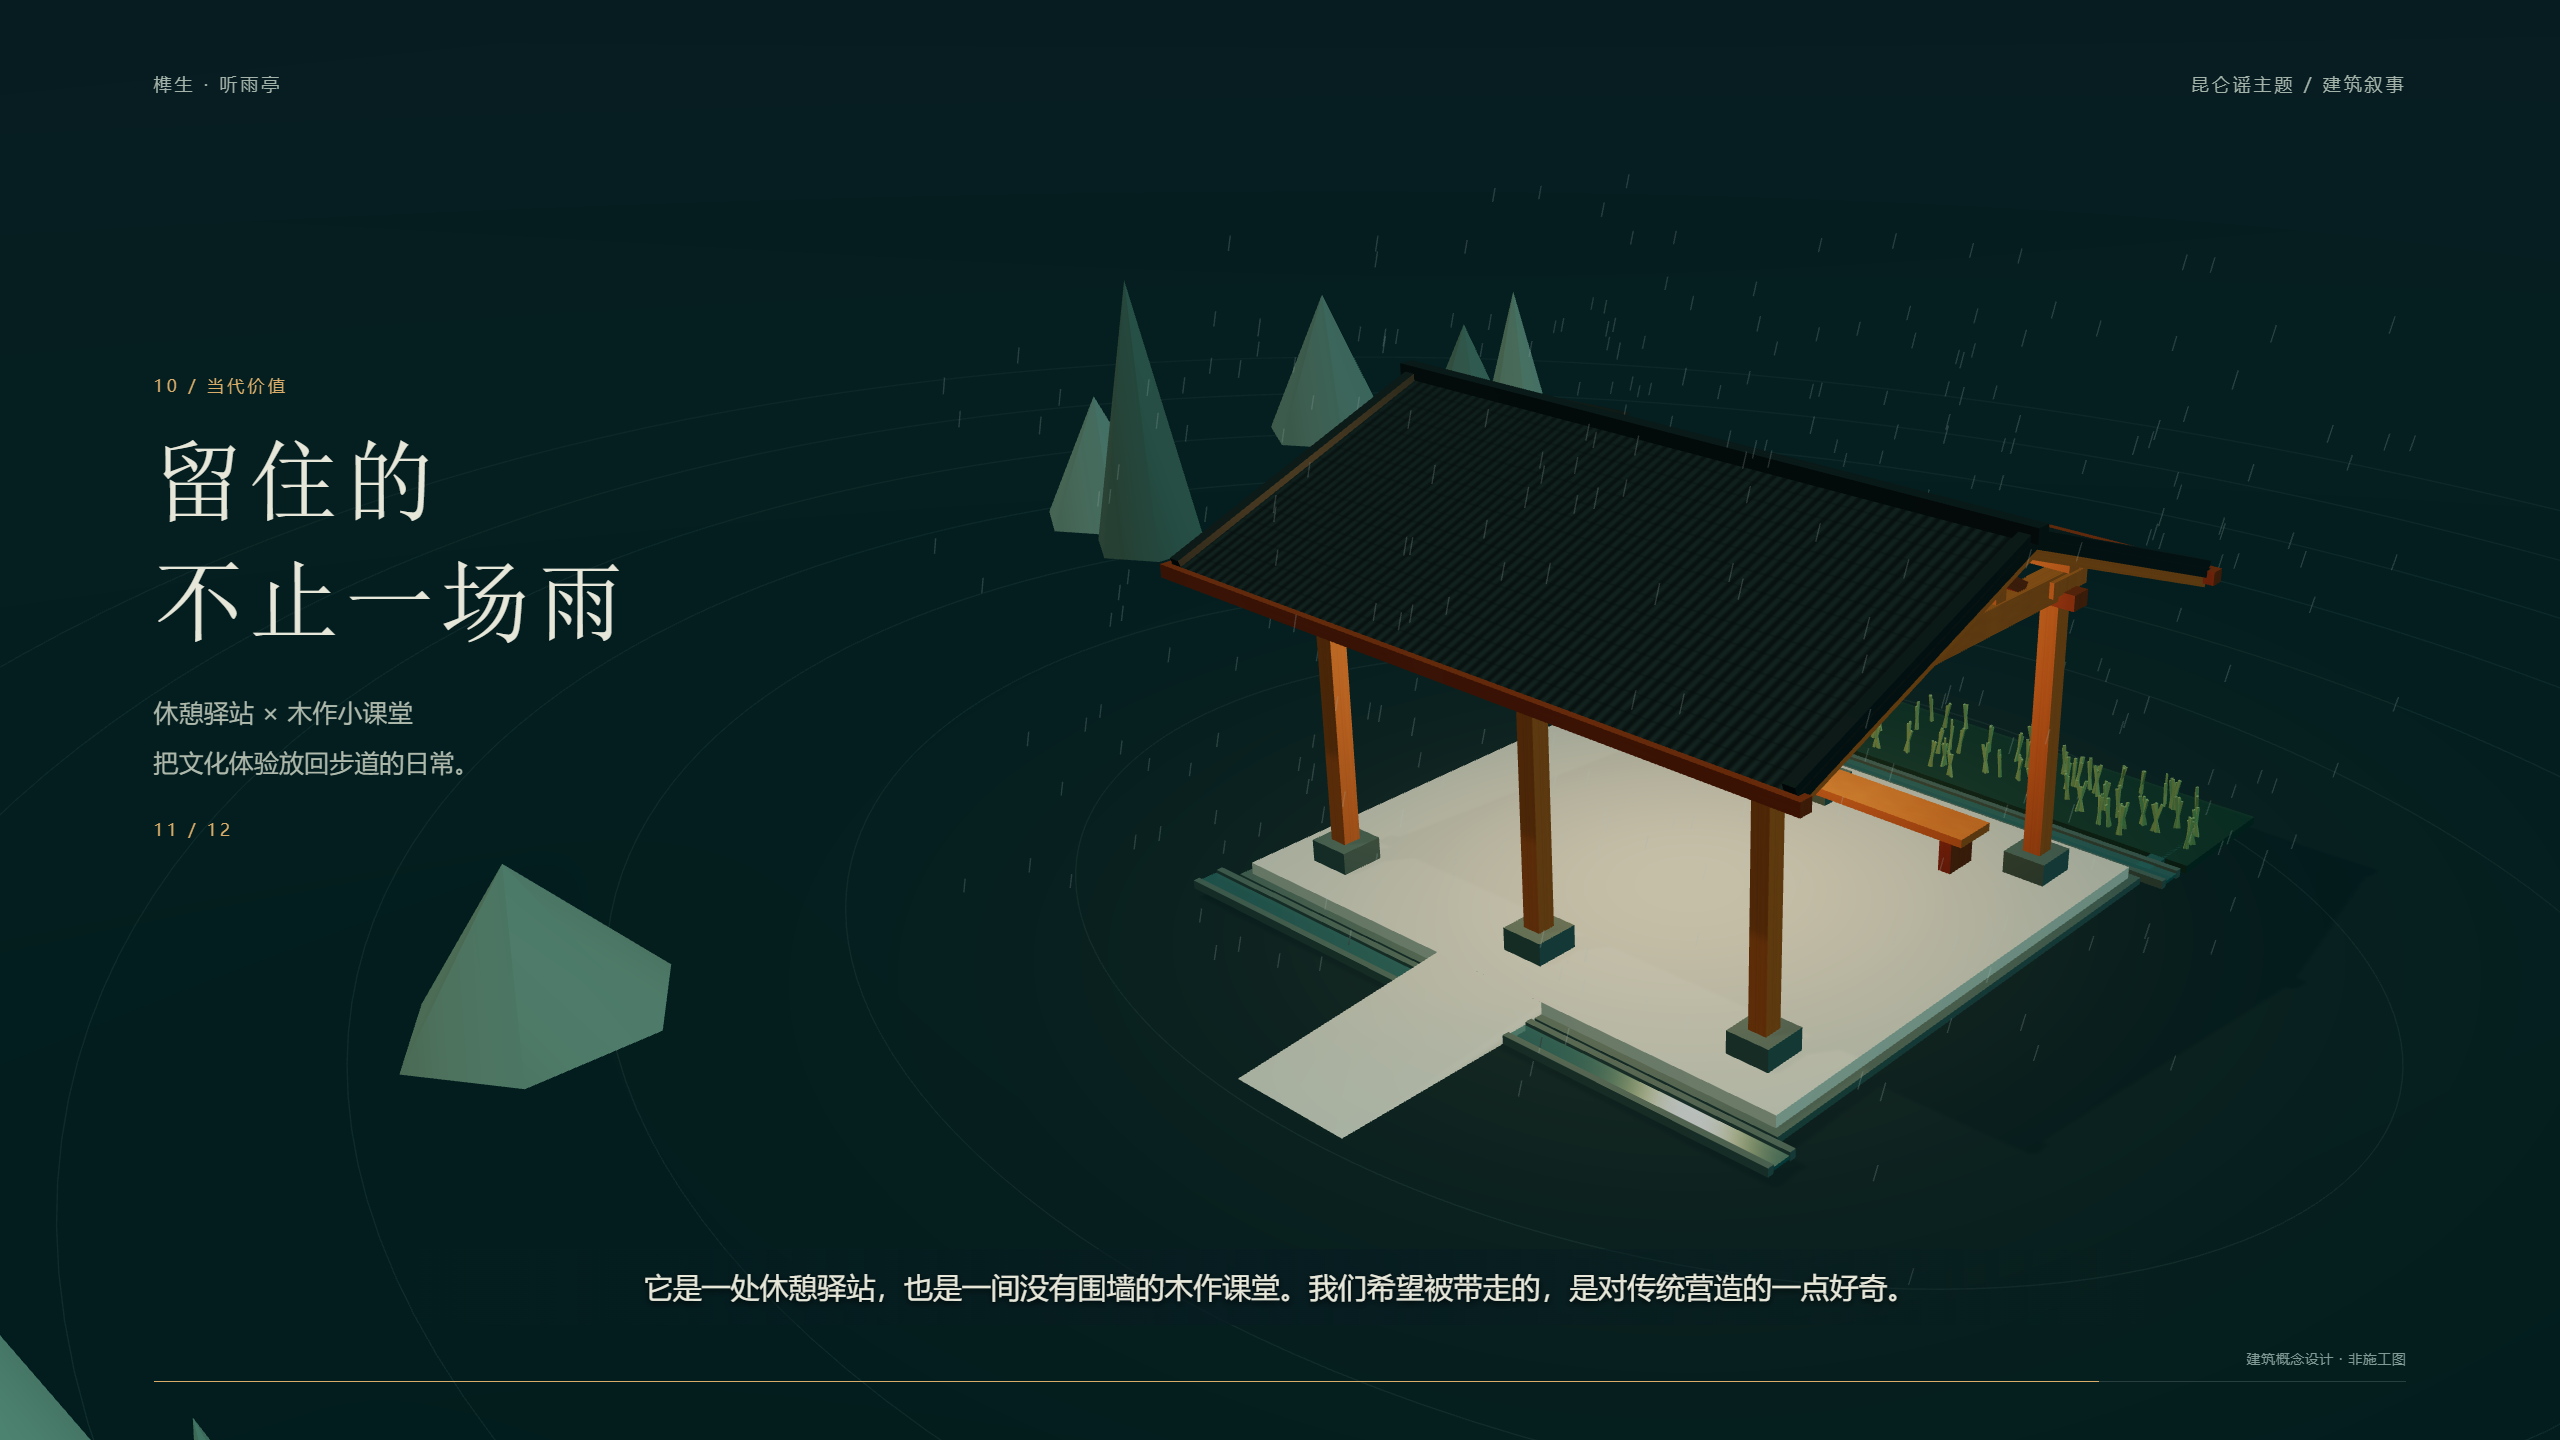 榫生 · 听雨亭
昆仑谣主题 / 建筑叙事
10 / 当代价值
留住的
不止一场雨
休憩驿站 × 木作小课堂
把文化体验放回步道的日常。
11 / 12
它是一处休憩驿站，也是一间没有围墙的木作课堂。我们希望被带走的，是对传统营造的一点好奇。
建筑概念设计 · 非施工图